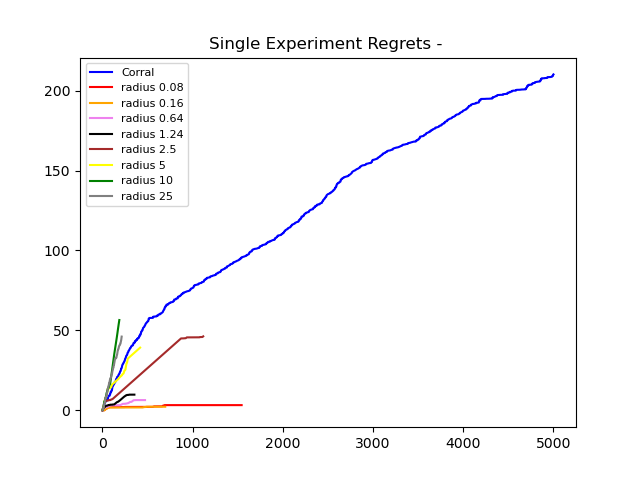 Single Experiment Regrets -
Corral
radius 0.08
radius 0.16
radius 0.64
radius 1.24
radius 2.5
radius 5
radius 10
radius 25
200
150
100
50
0
0 1000 2000 3000 4000 5000